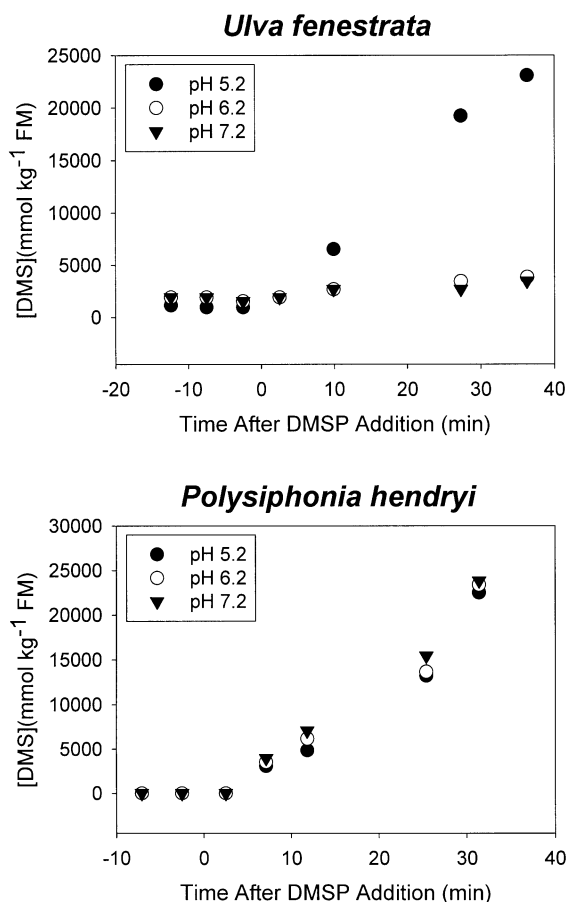 Ulva fenestrata
25000
20000
15000
10000
5000
0
[DMS](mmol kg⁻¹ FM)
pH 5.2
pH 6.2
pH 7.2
-20 -10 0 10 20 30 40
Time After DMSP Addition (min)
Polysiphonia hendryi
30000
25000
20000
15000
10000
5000
0
[DMS](mmol kg⁻¹ FM)
pH 5.2
pH 6.2
pH 7.2
-10 0 10 20 30 40
Time After DMSP Addition (min)